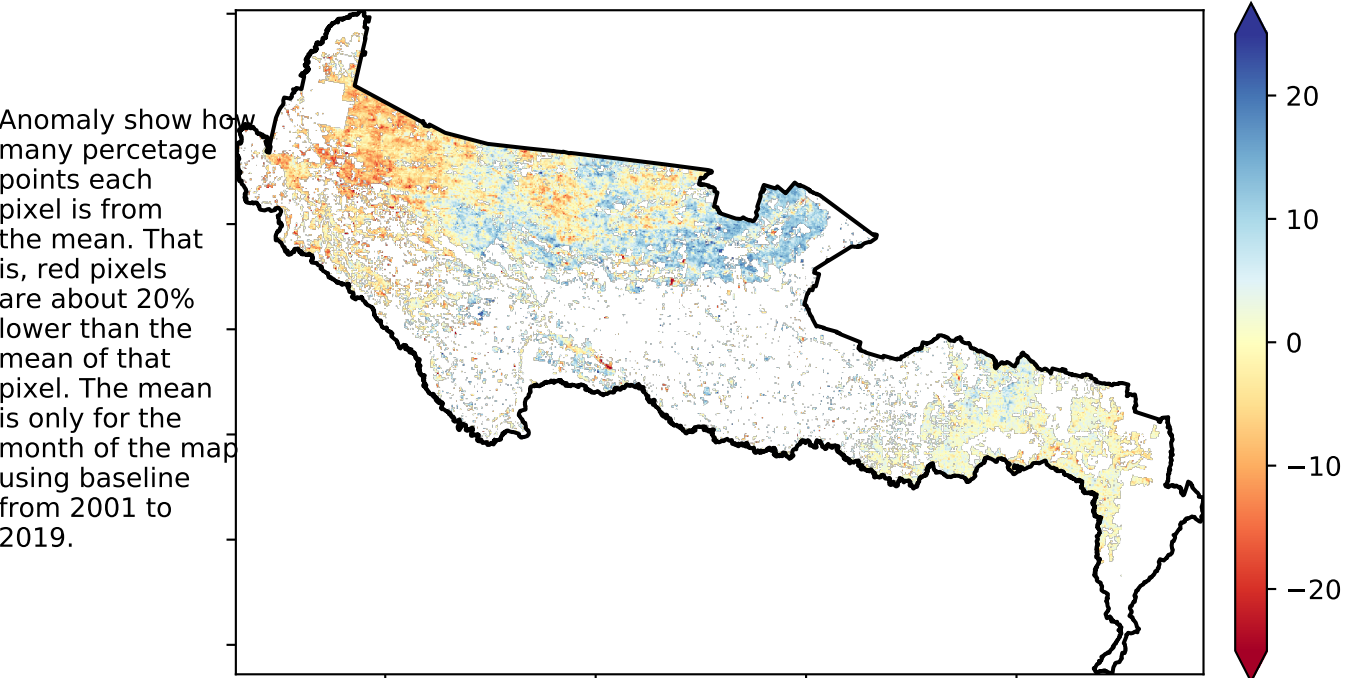 Anomaly show how
many percetage
points each
pixel is from
the mean. That
is, red pixels
are about 20%
lower than the
mean of that
pixel. The mean
is only for the
month of the map
using baseline
from 2001 to
2019.
20
10
0
−10
−20